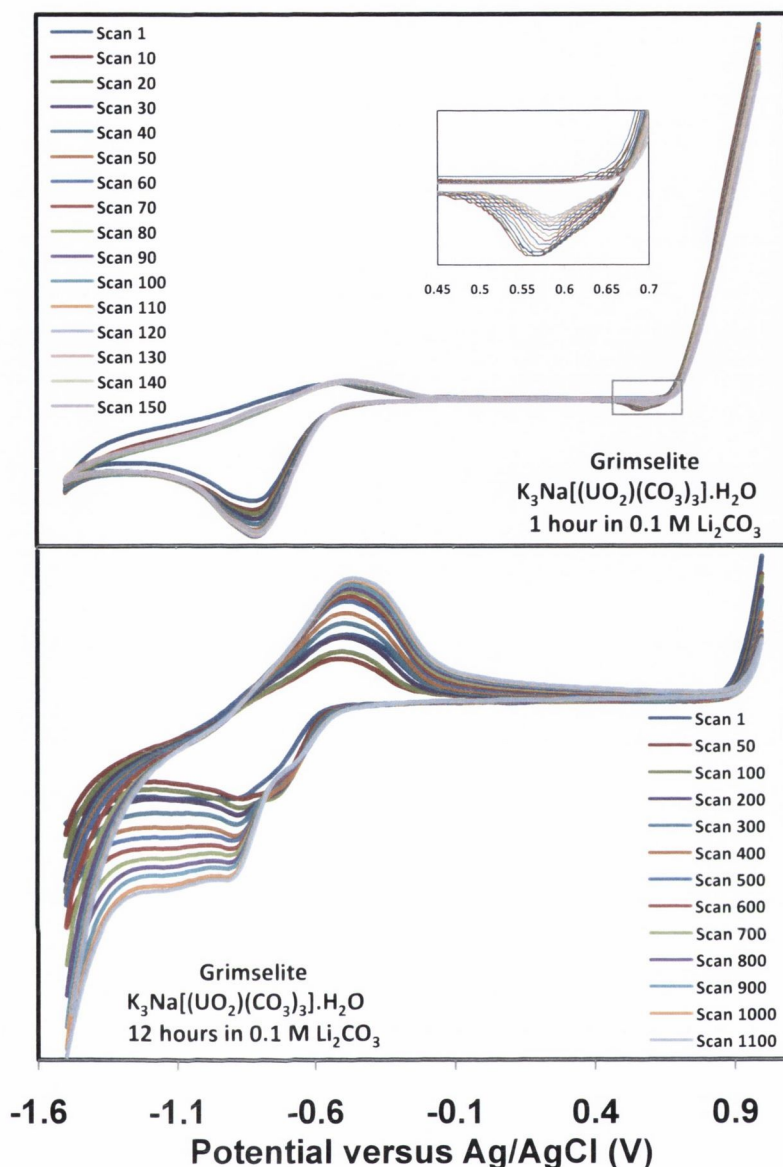 Scan 1
Scan 10
Scan 20
Scan 30
Scan 40
Scan 50
Scan 60
Scan 70
Scan 80
Scan 90
Scan 100
Scan 110
Scan 120
Scan 130
Scan 140
Scan 150
0.45 0.5 0.55 0.6 0.65 0.7
Grimselite
K₃Na[(UO₂)(CO₃)₃].H₂O
1 hour in 0.1 M Li₂CO₃
Scan 1
Scan 50
Scan 100
Scan 200
Scan 300
Scan 400
Scan 500
Scan 600
Scan 700
Scan 800
Scan 900
Scan 1000
Scan 1100
Grimselite
K₃Na[(UO₂)(CO₃)₃].H₂O
12 hours in 0.1 M Li₂CO₃
-1.6 -1.1 -0.6 -0.1 0.4 0.9
Potential versus Ag/AgCl (V)